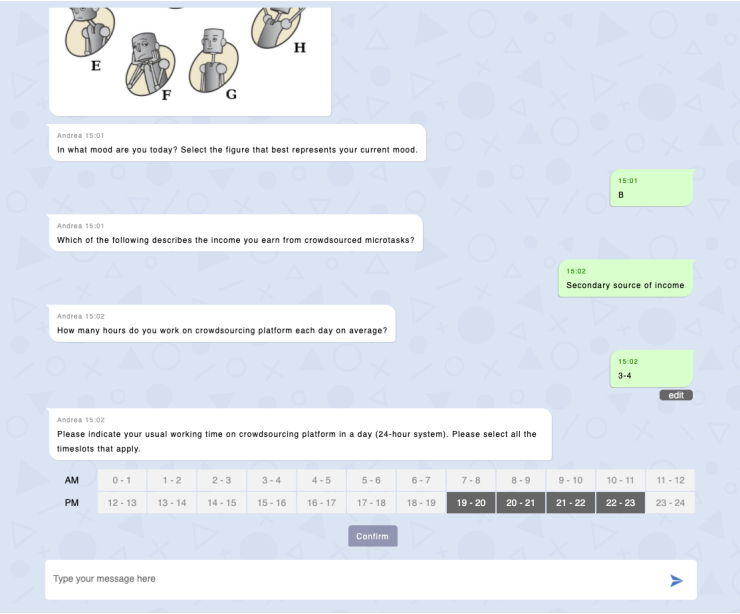 E
H
F
G
Andrea 15:01
In what mood are you today? Select the figure that best represents your current mood.
15:01
B
Andrea 15:01
Which of the following describes the income you earn from crowdsourced microtasks?
15:02
Secondary source of income
Andrea 15:02
How many hours do you work on crowdsourcing platform each day on average?
15:02
3-4
edit
Andrea 15:02
Please indicate your usual working time on crowdsourcing platform in a day (24-hour system). Please select all the
timeslots that apply.
AM 0 - 1 1 - 2 2 - 3 3 - 4 4 - 5 5 - 6 6 - 7 7 - 8 8 - 9 9 - 10 10 - 11 11 - 12
PM 12 - 13 13 - 14 14 - 15 15 - 16 16 - 17 17 - 18 18 - 19 19 - 20 20 - 21 21 - 22 22 - 23 23 - 24
Confirm
Type your message here